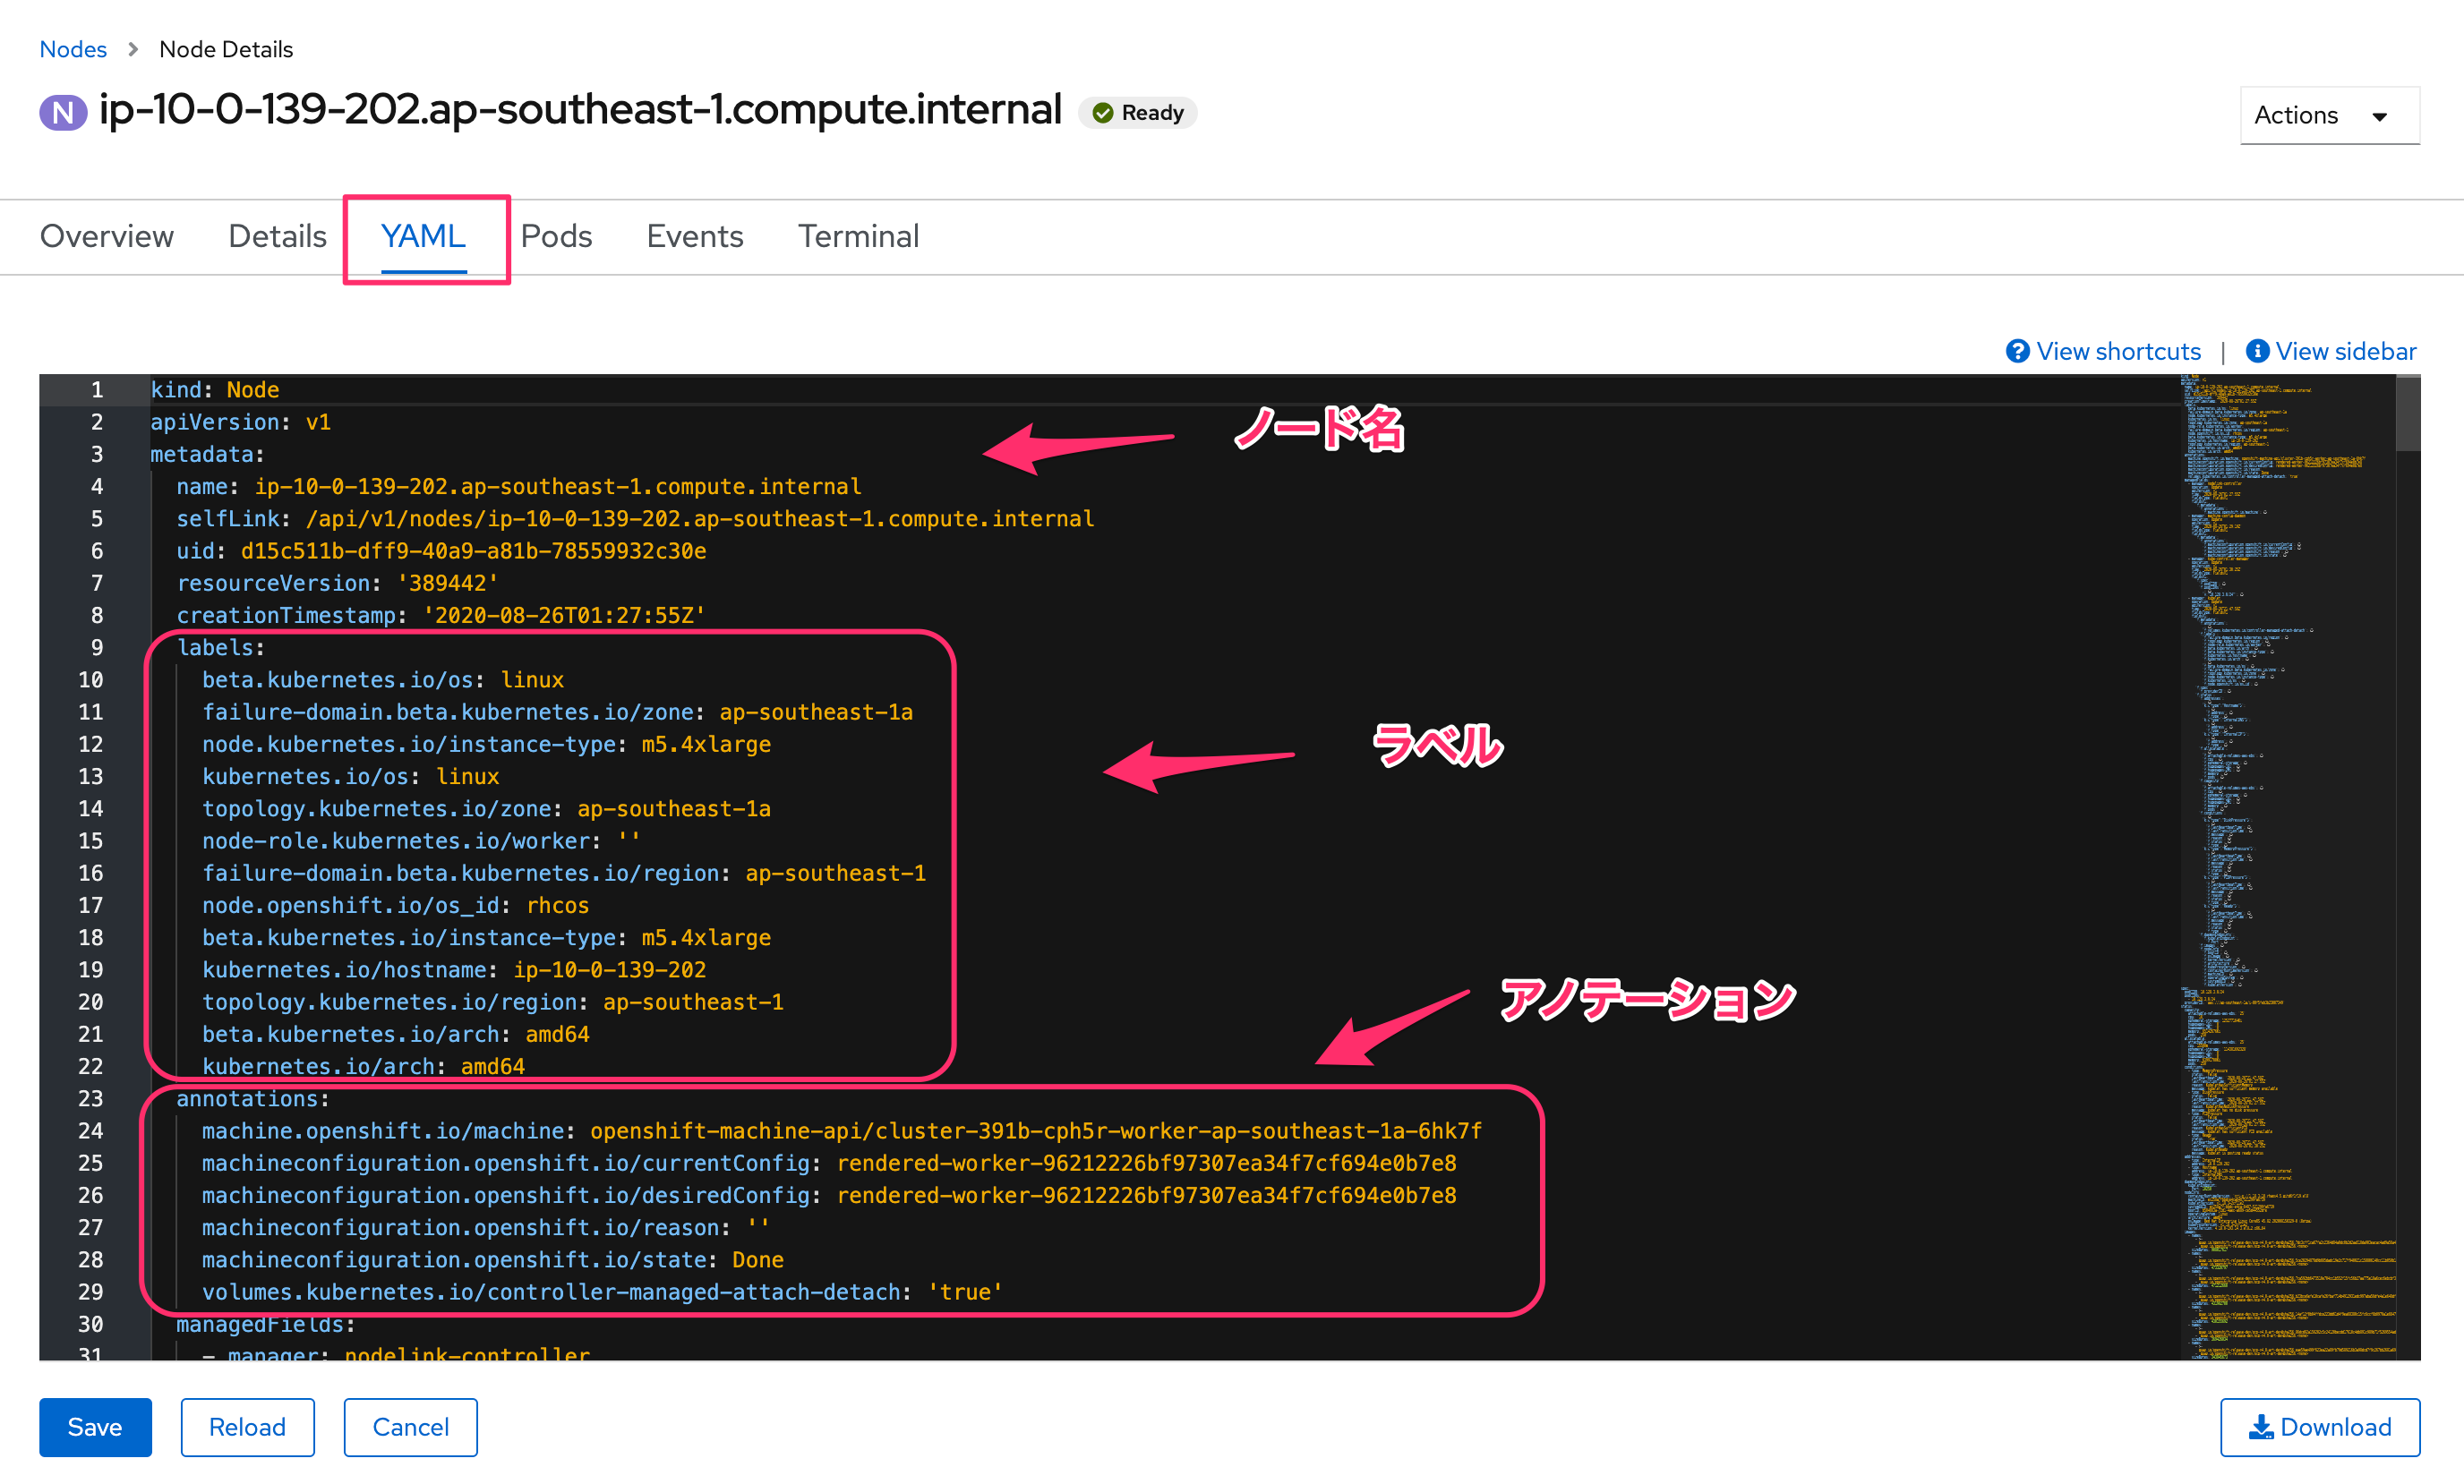 Nodes > Node Details
N ip-10-0-139-202.ap-southeast-1.compute.internal Ready
Actions
Overview Details YAML Pods Events Terminal
View shortcuts | View sidebar
1 kind: Node
2 apiVersion: v1
ノード名
3 metadata:
4 name: ip-10-0-139-202.ap-southeast-1.compute.internal
5 selfLink: /api/v1/nodes/ip-10-0-139-202.ap-southeast-1.compute.internal
6 uid: d15c511b-dff9-40a9-a81b-78559932c30e
7 resourceVersion: '389442'
8 creationTimestamp: '2020-08-26T01:27:55Z'
9 labels:
10 beta.kubernetes.io/os: linux
11 failure-domain.beta.kubernetes.io/zone: ap-southeast-1a
12 node.kubernetes.io/instance-type: m5.4xlarge
ラベル
13 kubernetes.io/os: linux
14 topology.kubernetes.io/zone: ap-southeast-1a
15 node-role.kubernetes.io/worker: ''
16 failure-domain.beta.kubernetes.io/region: ap-southeast-1
17 node.openshift.io/os_id: rhcos
18 beta.kubernetes.io/instance-type: m5.4xlarge
19 kubernetes.io/hostname: ip-10-0-139-202
20 topology.kubernetes.io/region: ap-southeast-1
アノテーション
21 beta.kubernetes.io/arch: amd64
22 kubernetes.io/arch: amd64
23 annotations:
24 machine.openshift.io/machine: openshift-machine-api/cluster-391b-cph5r-worker-ap-southeast-1a-6hk7f
25 machineconfiguration.openshift.io/currentConfig: rendered-worker-96212226bf97307ea34f7cf694e0b7e8
26 machineconfiguration.openshift.io/desiredConfig: rendered-worker-96212226bf97307ea34f7cf694e0b7e8
27 machineconfiguration.openshift.io/reason: ''
28 machineconfiguration.openshift.io/state: Done
29 volumes.kubernetes.io/controller-managed-attach-detach: 'true'
30 managedFields:
31 - manager: nodelink-controller
Save Reload Cancel Download